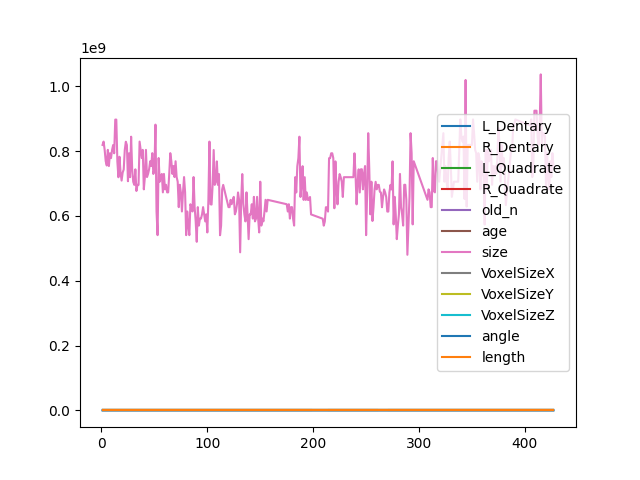 1e9
1.0
0.8
0.6
0.4
0.2
0.0
0
100
200
300
400
L_Dentary
R_Dentary
L_Quadrate
R_Quadrate
old_n
age
size
VoxelSizeX
VoxelSizeY
VoxelSizeZ
angle
length